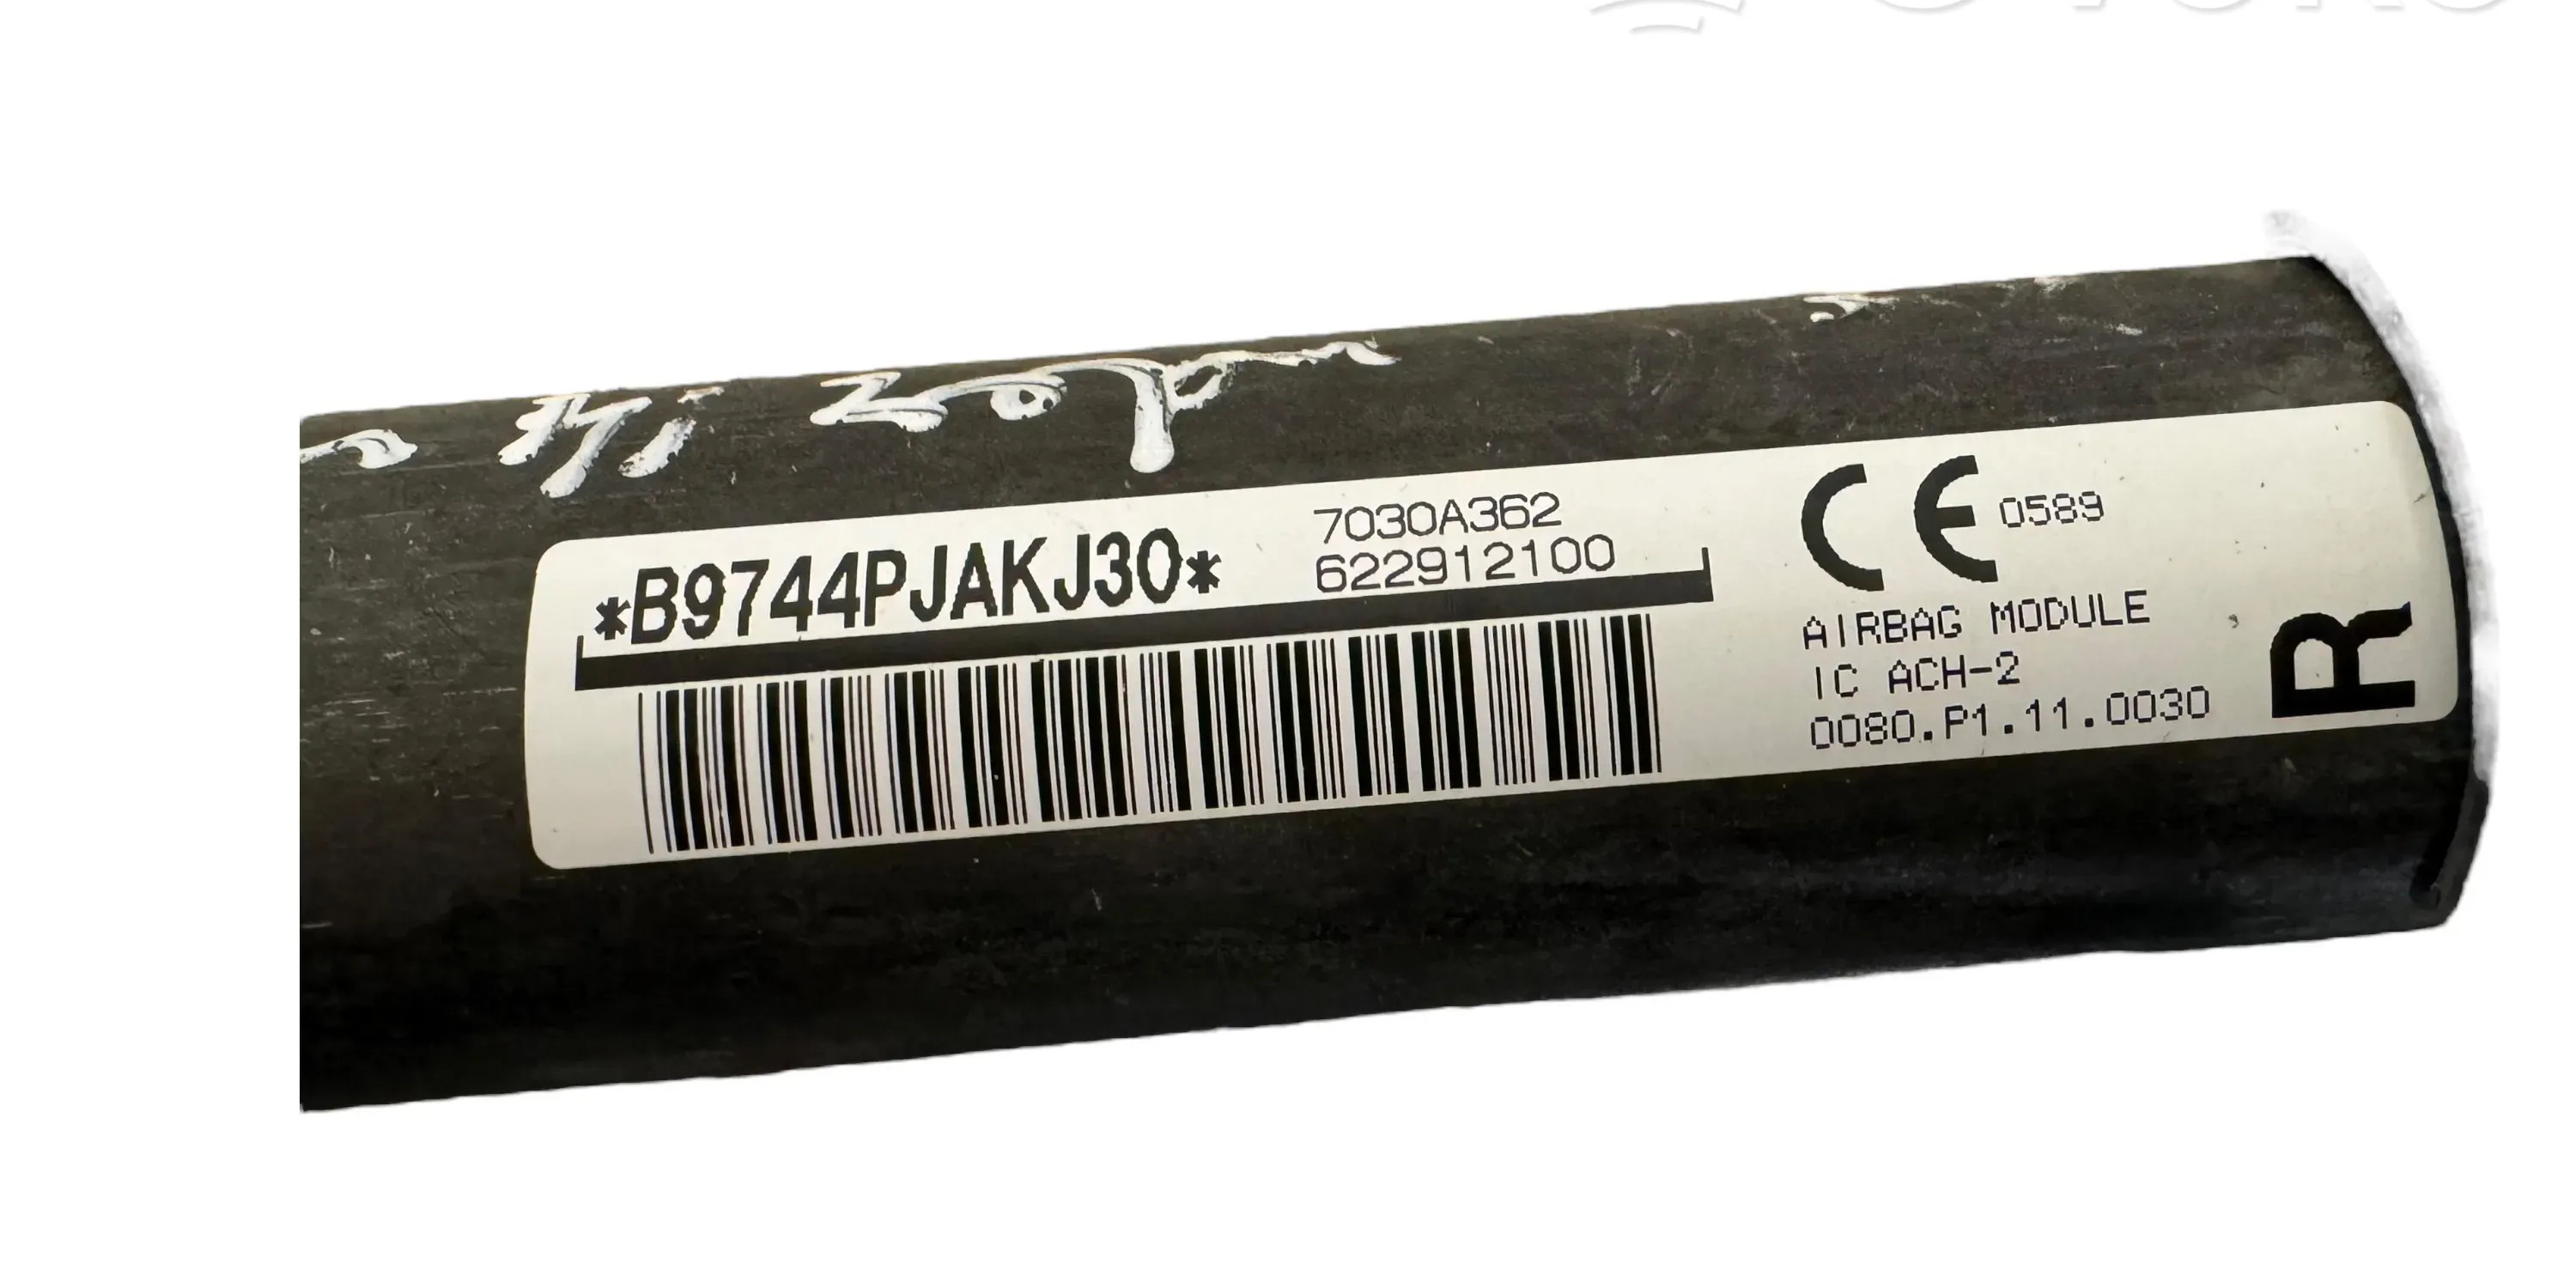 *B9744PJAKJ30*
7030A362
622912100
CE 0589
AIRBAG MODULE
IC ACH-2
0080.P1.11.0030
R